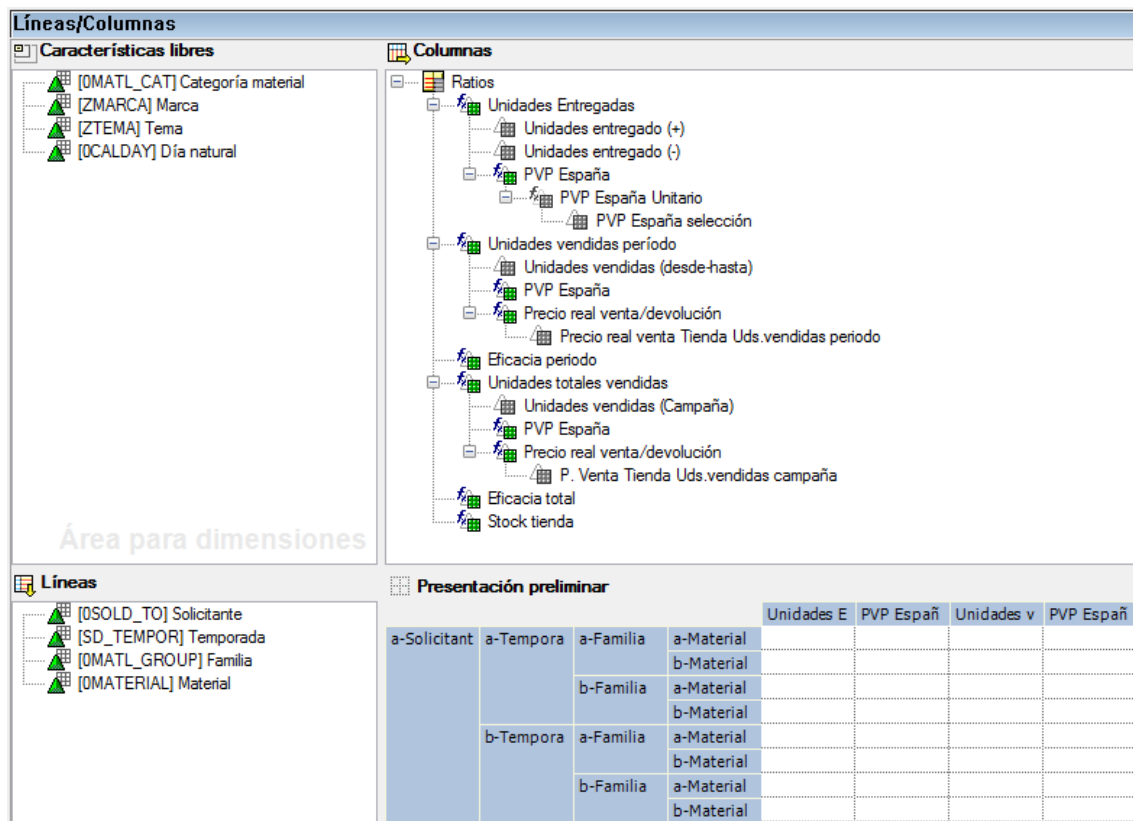 Líneas/Columnas
Características libres
[0MATL_CAT] Categoría material
[ZMARCA] Marca
[ZTEMA] Tema
[0CALDAY] Día natural
Área para dimensiones
Columnas
Ratios
Unidades Entregadas
Unidades entregado (+)
Unidades entregado (-)
PVP España
PVP España Unitario
PVP España selección
Unidades vendidas período
Unidades vendidas (desde-hasta)
PVP España
Precio real venta/devolución
Precio real venta Tienda Uds.vendidas periodo
Eficacia periodo
Unidades totales vendidas
Unidades vendidas (Campaña)
PVP España
Precio real venta/devolución
P. Venta Tienda Uds.vendidas campaña
Eficacia total
Stock tienda
Líneas
[0SOLD_TO] Solicitante
[SD_TEMPOR] Temporada
[0MATL_GROUP] Familia
[0MATERIAL] Material
Presentación preliminar
Unidades E PVP Españ Unidades v PVP Españ
a-Solicitant a-Tempora a-Familia a-Material
b-Material
b-Familia a-Material
b-Material
b-Tempora a-Familia a-Material
b-Material
b-Familia a-Material
b-Material